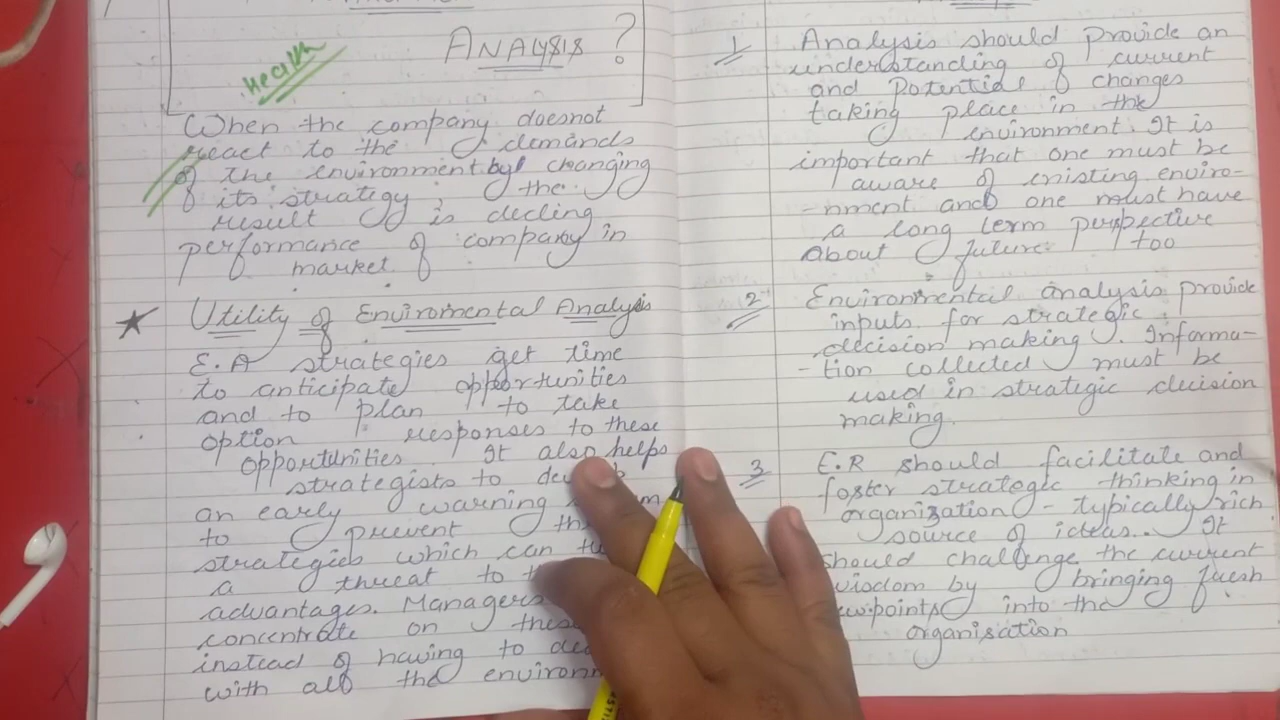 ANALYSIS ?
Health
When the company doesnot
react to the demands
of the environment by changing
its strategy, the
result is decling
performance of company in
market.
Utility of Enviromental Analysis
E.A strategies get time
to anticipate opportunities
and to plan to take
option responses to these
opportunities. It also helps
strategists to
an early warning
to prevent
strategies which can
a threat to
advantages. Managers
concentrate on
instead of having to
with all the
1
Analysis should provide an
understanding of current
and Potential of changes
taking place in the
environment. It is
important that one must be
aware of existing enviro-
-nment and one must have
a long term perspective
about future too
2
Environmental analysis provide
inputs for strategic
decision making. Informa-
-tion collected must be
used in strategic decision
making.
3
E.R should facilitate and
foster strategic thinking in
organization - typically rich
source of ideas.. It
should challenge the current
by bringing fresh
into the
organisation